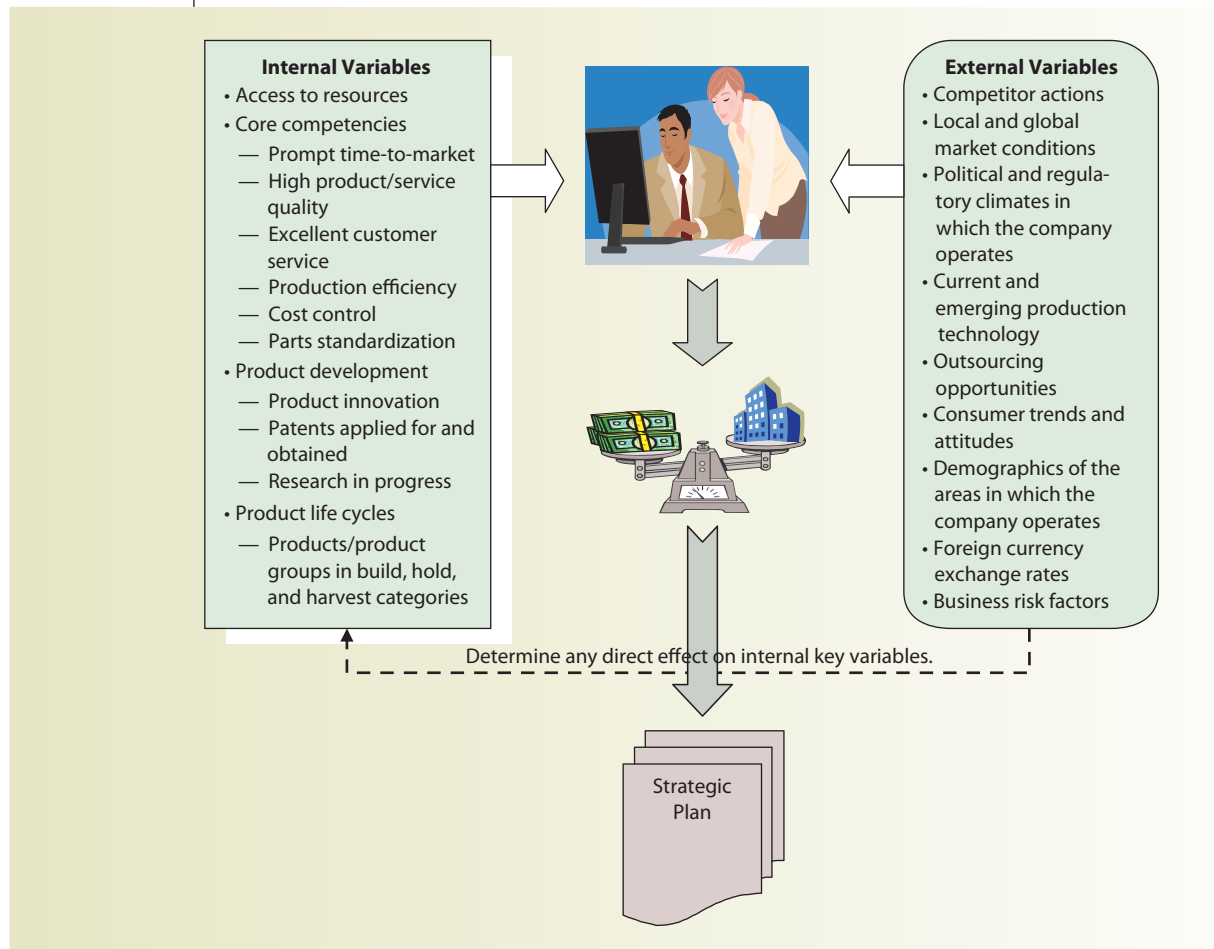 Internal Variables
• Access to resources
• Core competencies
— Prompt time-to-market
— High product/service
quality
— Excellent customer
service
— Production efficiency
— Cost control
— Parts standardization
• Product development
— Product innovation
— Patents applied for and
obtained
— Research in progress
• Product life cycles
— Products/product
groups in build, hold,
and harvest categories
External Variables
• Competitor actions
• Local and global
market conditions
• Political and regula-
tory climates in
which the company
operates
• Current and
emerging production
technology
• Outsourcing
opportunities
• Consumer trends and
attitudes
• Demographics of the
areas in which the
company operates
• Foreign currency
exchange rates
• Business risk factors
Determine any direct effect on internal key variables.
Strategic
Plan